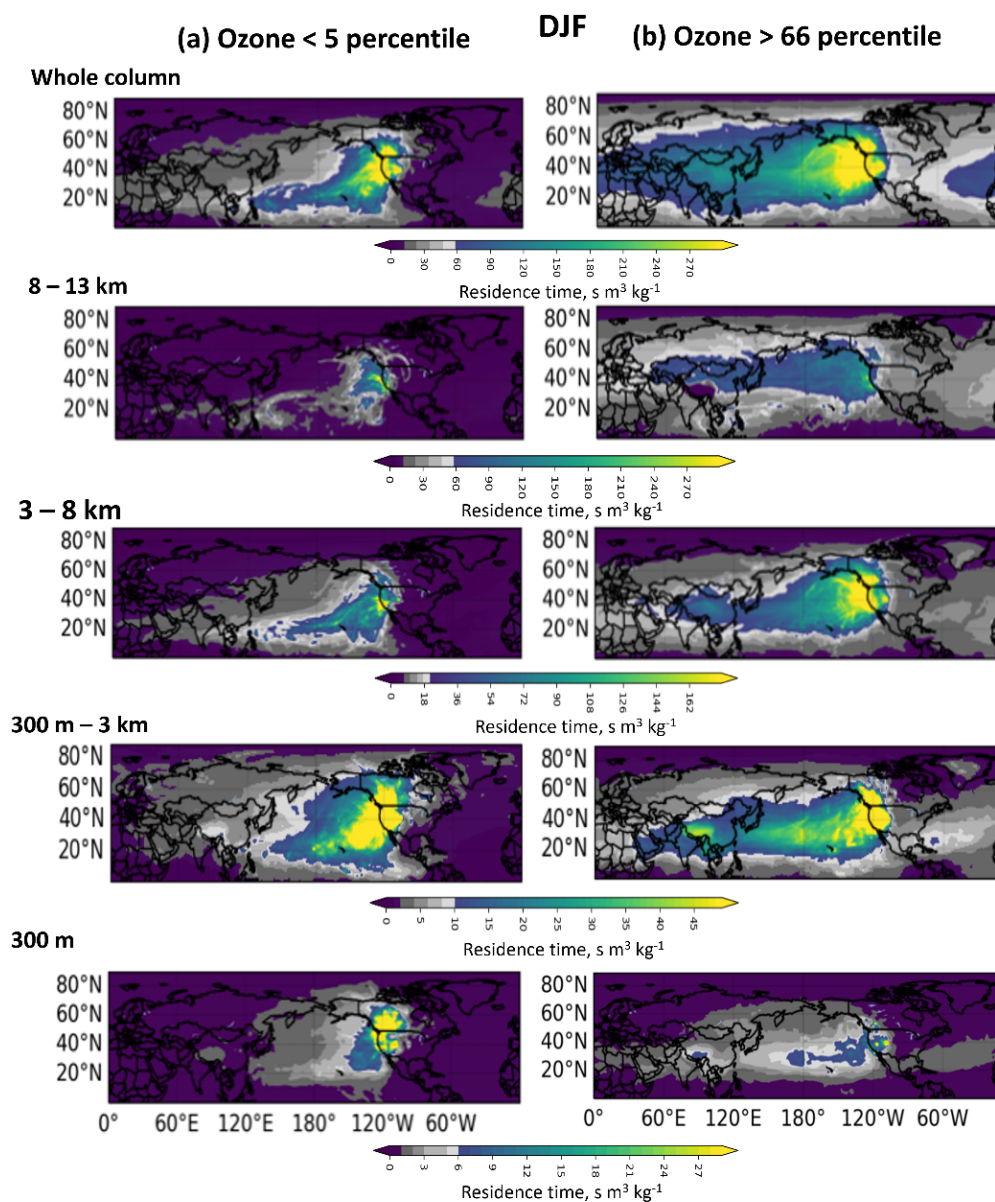 DJF
(a) Ozone < 5 percentile
(b) Ozone > 66 percentile
Whole column
80°N
60°N
40°N
20°N
80°N
60°N
40°N
20°N
0 30 60 90 120 150 180 210 240 270
Residence time, s m³ kg⁻¹
8 – 13 km
80°N
60°N
40°N
20°N
80°N
60°N
40°N
20°N
0 30 60 90 120 150 180 210 240 270
Residence time, s m³ kg⁻¹
3 – 8 km
80°N
60°N
40°N
20°N
80°N
60°N
40°N
20°N
0 18 36 54 72 90 108 126 144 162
Residence time, s m³ kg⁻¹
300 m – 3 km
80°N
60°N
40°N
20°N
80°N
60°N
40°N
20°N
0 5 10 15 20 25 30 35 40 45
Residence time, s m³ kg⁻¹
300 m
80°N
60°N
40°N
20°N
80°N
60°N
40°N
20°N
0° 60°E 120°E 180° 120°W 60°W
0° 60°E 120°E 180° 120°W 60°W
0 3 6 9 12 15 18 21 24 27
Residence time, s m³ kg⁻¹